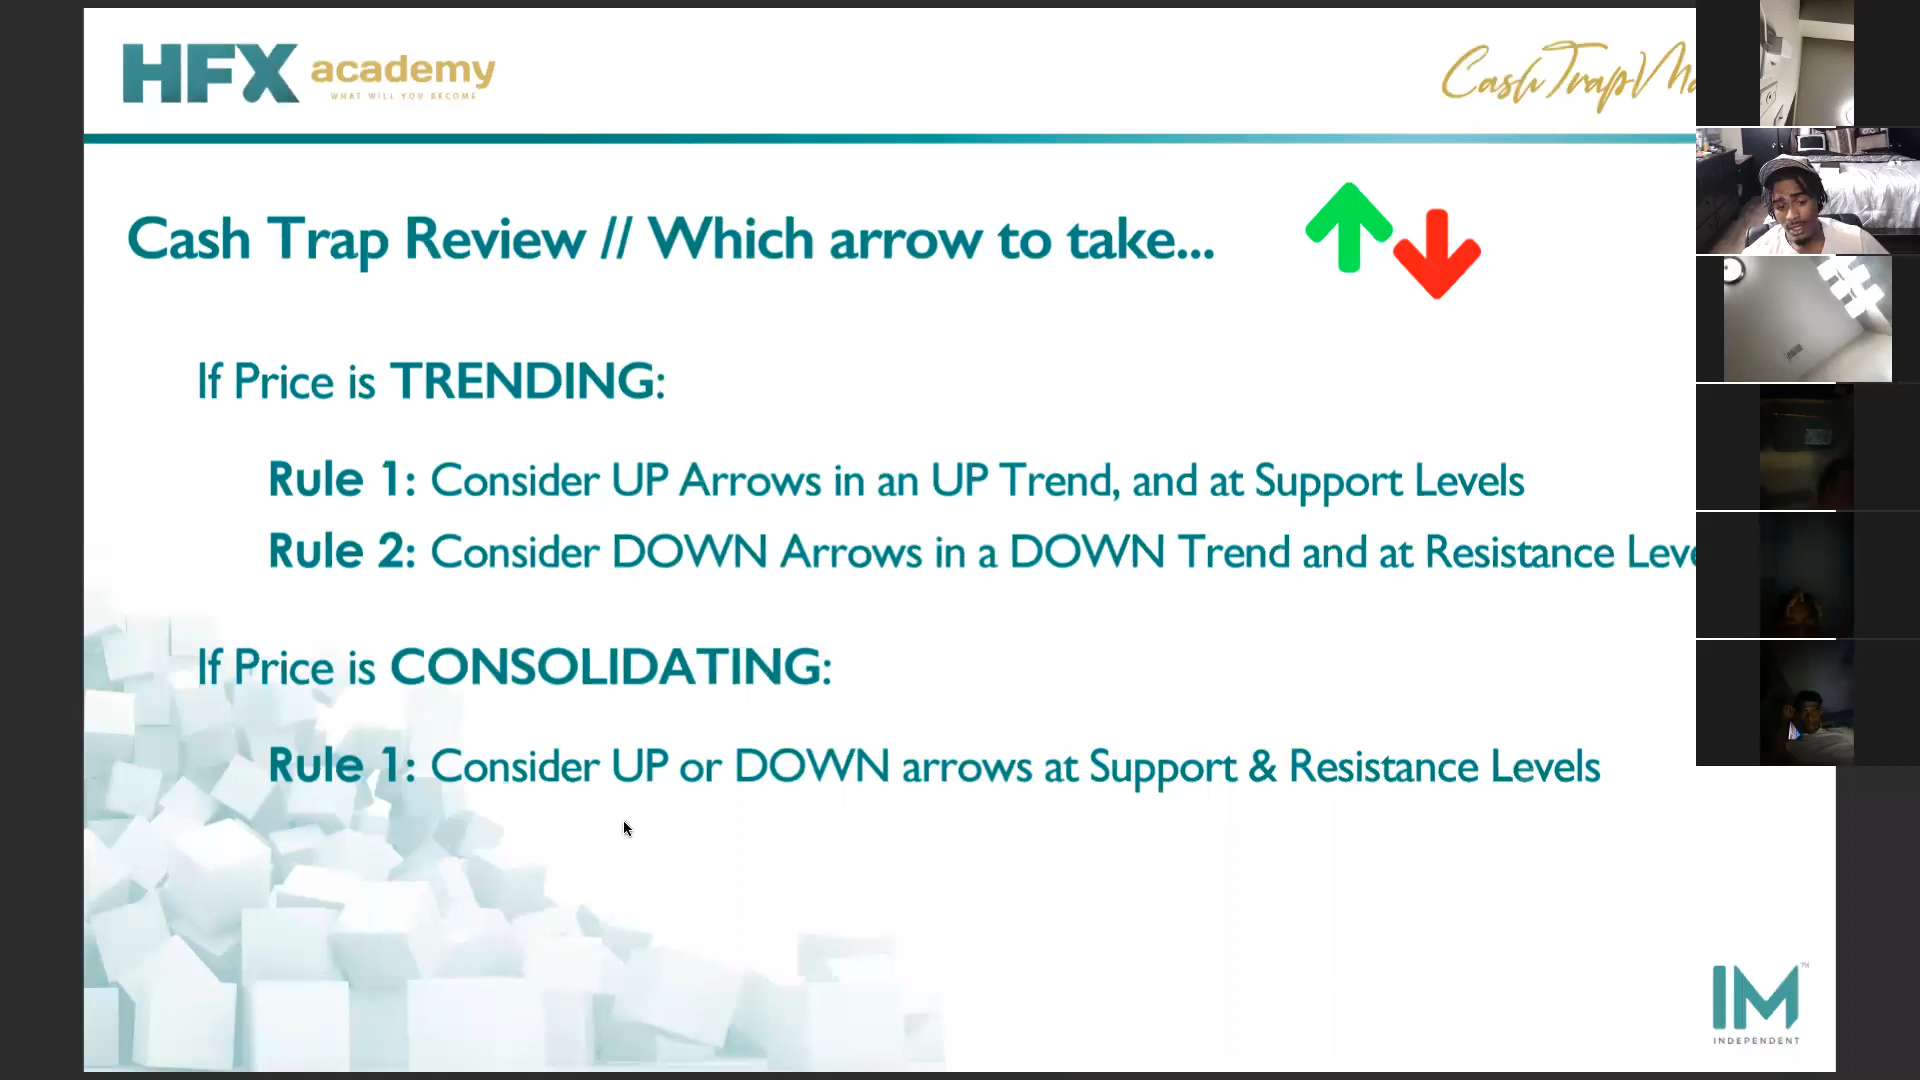 HFX academy
WHAT WILL YOU BECOME
Cash Trap
Cash Trap Review // Which arrow to take...
If Price is TRENDING:
Rule 1: Consider UP Arrows in an UP Trend, and at Support Levels
Rule 2: Consider DOWN Arrows in a DOWN Trend and at Resistance Leve
If Price is CONSOLIDATING:
Rule 1: Consider UP or DOWN arrows at Support & Resistance Levels
IM™
INDEPENDENT